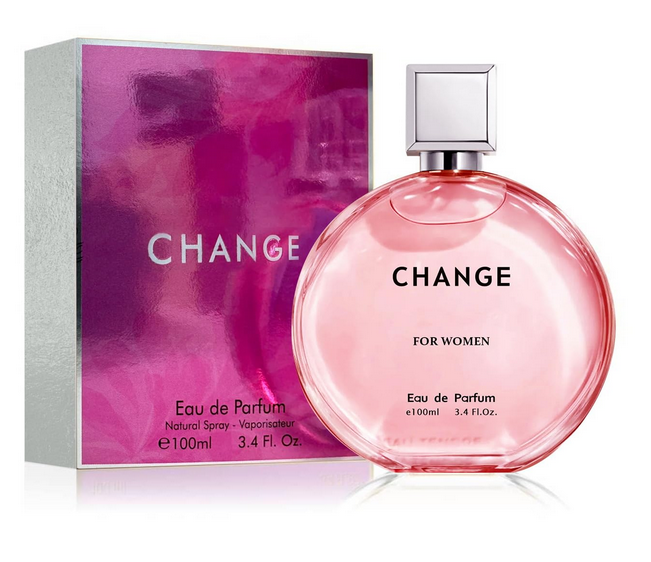 CHANGE
Eau de Parfum
Natural Spray - Vaporisateur
e100ml 3.4 Fl. Oz.
CHANGE
FOR WOMEN
Eau de Parfum
e100ml 3.4 Fl.Oz.